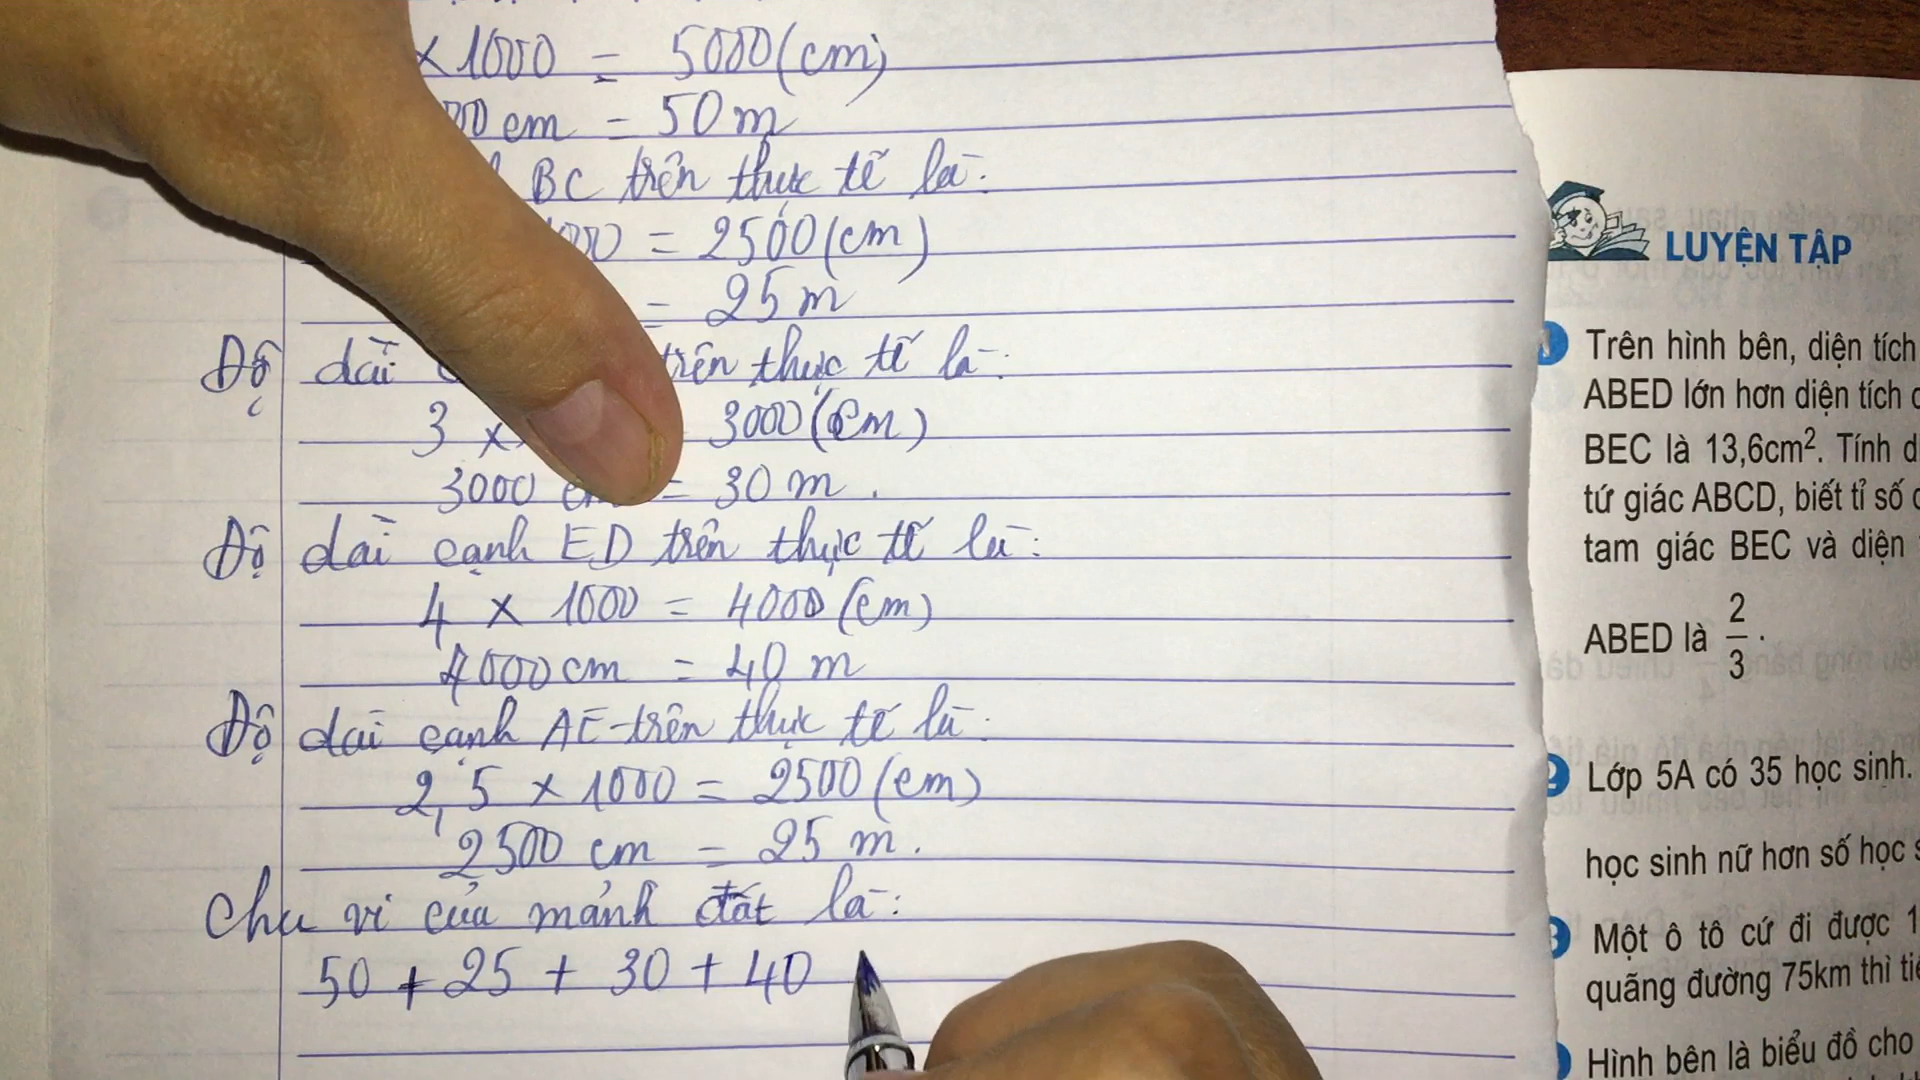 × 1000 = 5000 (cm)
cm = 50 m
BC trên thực tế là:
= 2500 (cm)
= 25 m
Độ dài trên thực tế là:
3 × 3000 (cm)
3000 cm = 30 m.
Độ dài cạnh ED trên thực tế là:
4 × 1000 = 4000 (cm)
4000 cm = 40 m
Độ dài cạnh AE trên thực tế là:
2,5 × 1000 = 2500 (cm)
2500 cm = 25 m.
Chu vi của mảnh đất là:
50 + 25 + 30 + 40
LUYỆN TẬP
1 Trên hình bên, diện tích
ABED lớn hơn diện tích
BEC là 13,6cm². Tính
tứ giác ABCD, biết tỉ số
tam giác BEC và diện
ABED là 2/3.
2 Lớp 5A có 35 học sinh.
học sinh nữ hơn số học
3 Một ô tô cứ đi được 1
quãng đường 75km thì
Hình bên là biểu đồ cho